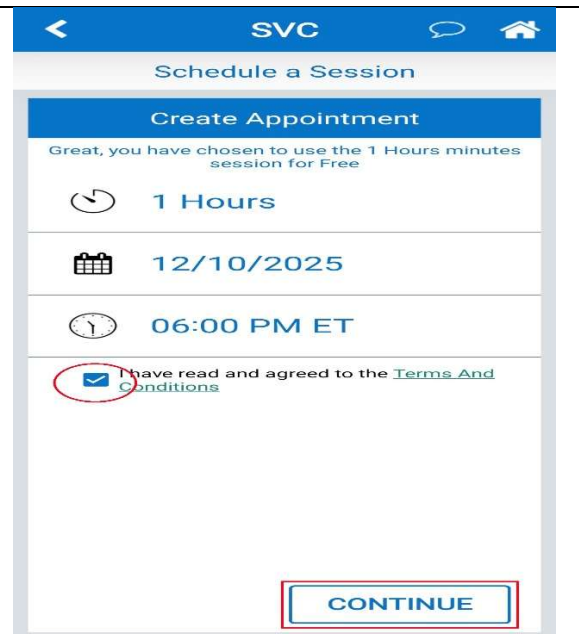 SVC
Schedule a Session
Create Appointment
Great, you have chosen to use the 1 Hours minutes
session for Free
1 Hours
12/10/2025
06:00 PM ET
I have read and agreed to the Terms And
Conditions
CONTINUE